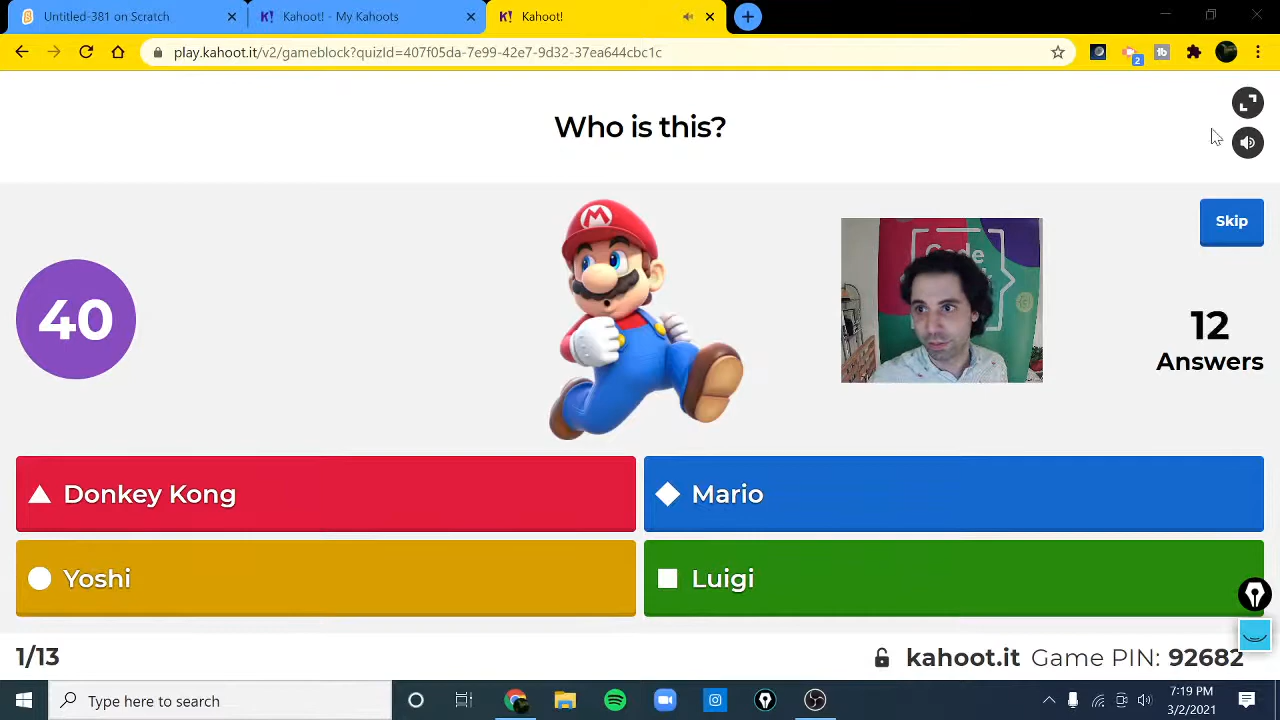 Untitled-381 on Scratch
Kahoot! - My Kahoots
Kahoot!
play.kahoot.it/v2/gameblock?quizId=407f05da-7e99-42e7-9d32-37ea644cbc1c
2
Who is this?
Skip
M
40
Code
12
Answers
Donkey Kong
Mario
Yoshi
Luigi
1/13
kahoot.it Game PIN: 92682
Type here to search
7:19 PM
3/2/2021